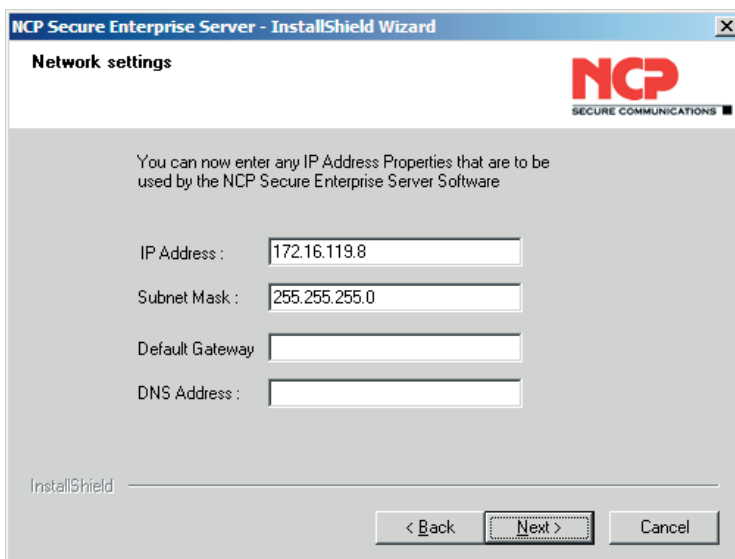 NCP Secure Enterprise Server - InstallShield Wizard
Network settings
NCP
SECURE COMMUNICATIONS
You can now enter any IP Address Properties that are to be
used by the NCP Secure Enterprise Server Software
IP Address : 172.16.119.8
Subnet Mask : 255.255.255.0
Default Gateway
DNS Address :
InstallShield
< Back Next > Cancel